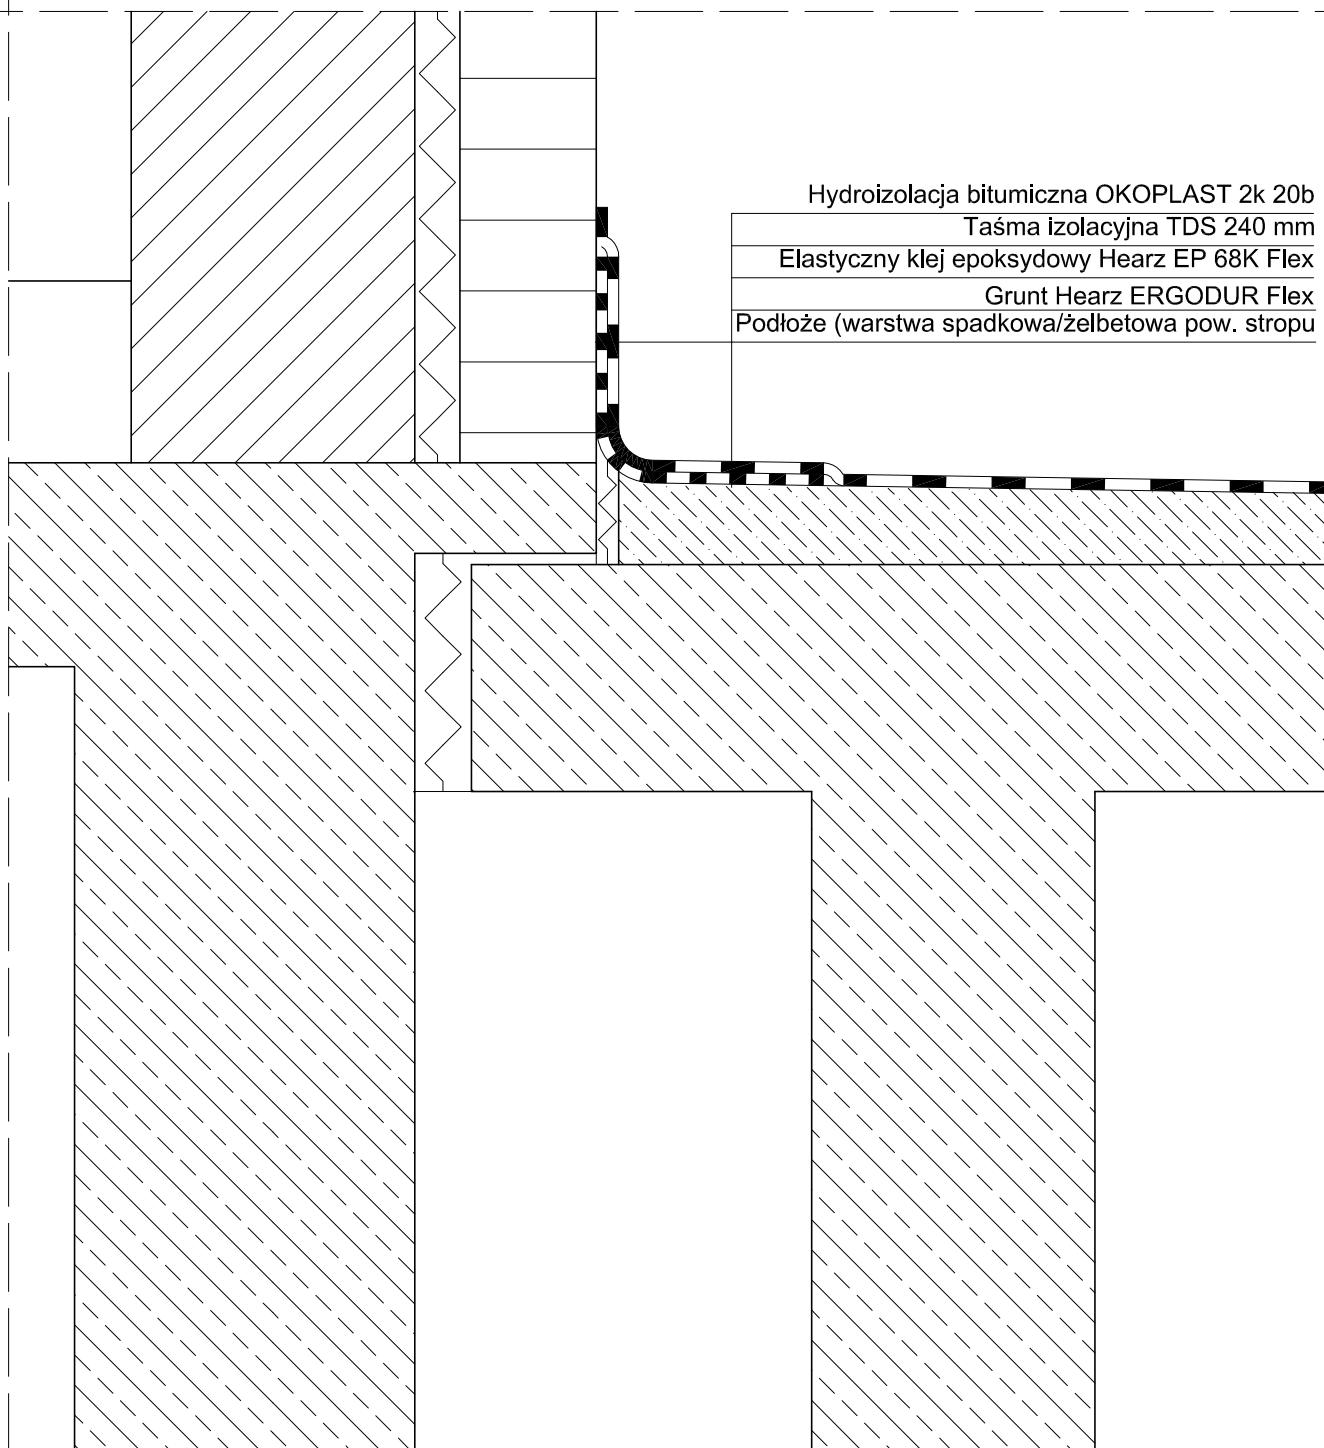 Hydroizolacja bitumiczna OKOPLAST 2k 20b
Taśma izolacyjna TDS 240 mm
Elastyczny klej epoksydowy Hearz EP 68K Flex
Grunt Hearz ERGODUR Flex
Podłoże (warstwa spadkowa/żelbetowa pow. stropu